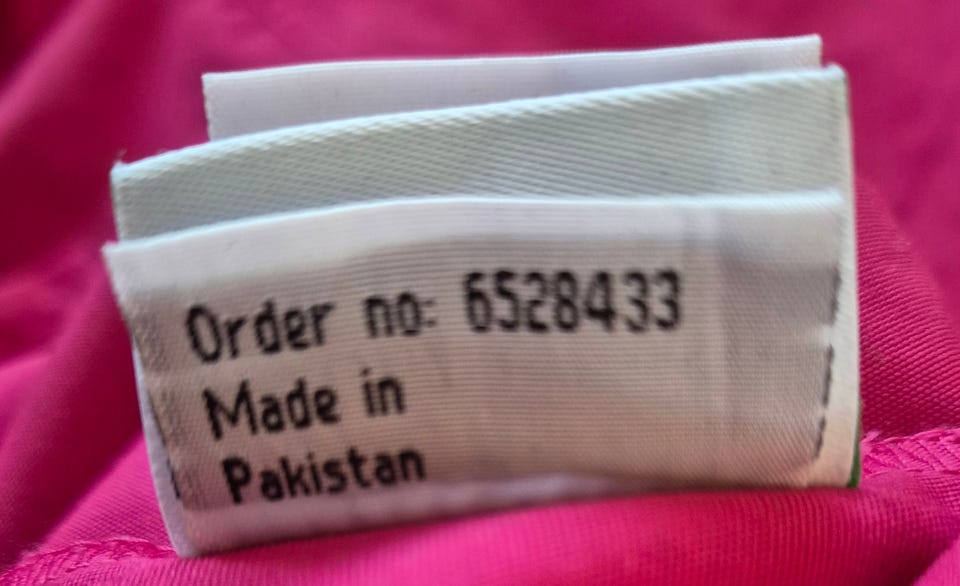 Order no: 6528433
Made in
Pakistan